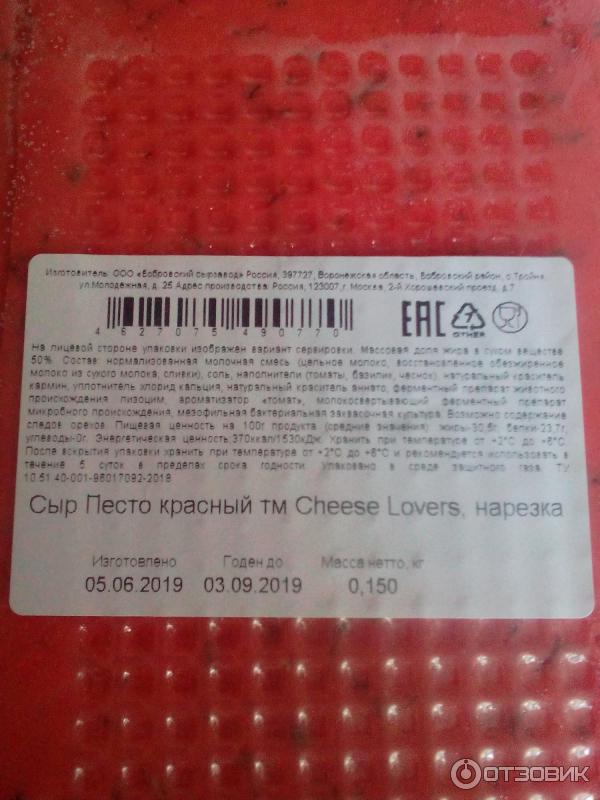 Изготовитель: ООО «Бобровский сырзавод» Россия, 397727, Воронежская область, Бобровский район, с.Тройня,
ул.Молодёжная, д. 25 Адрес производства: Россия, 123007, г. Москва, 2-й Хорошевский проезд, д.7
4 627075 490770
EAC
OTHER
На лицевой стороне упаковки изображен вариант сервировки. Массовая доля жира в сухом веществе
50%. Состав: нормализованная молочная смесь (цельное молоко, восстановленное обезжиренное
молоко из сухого молока, сливки), соль, наполнители (томаты, базилик, чеснок), натуральный краситель
кармин, уплотнитель хлорид кальция, натуральный краситель аннато, ферментный препарат животного
происхождения лизоцим, ароматизатор «томат», молокосвертывающий ферментный препарат
микробного происхождения, мезофильная бактериальная заквасочная культура. Возможно содержание
следов орехов. Пищевая ценность на 100г продукта (средние значения): жиры-30,5г, белки-23,7г,
углеводы-0г. Энергетическая ценность 370ккал/1530кДж. Хранить при температуре от +2°С до +6°С.
После вскрытия упаковки хранить при температуре от +2°С до +6°С и рекомендуется использовать в
течение 5 суток в пределах срока годности. Упаковано в среде защитного газа. ТУ
10.51.40-001-96017092-2018
Сыр Песто красный тм Cheese Lovers, нарезка
Изготовлено Годен до Масса нетто, кг
05.06.2019 03.09.2019 0,150
ОТЗОВИК